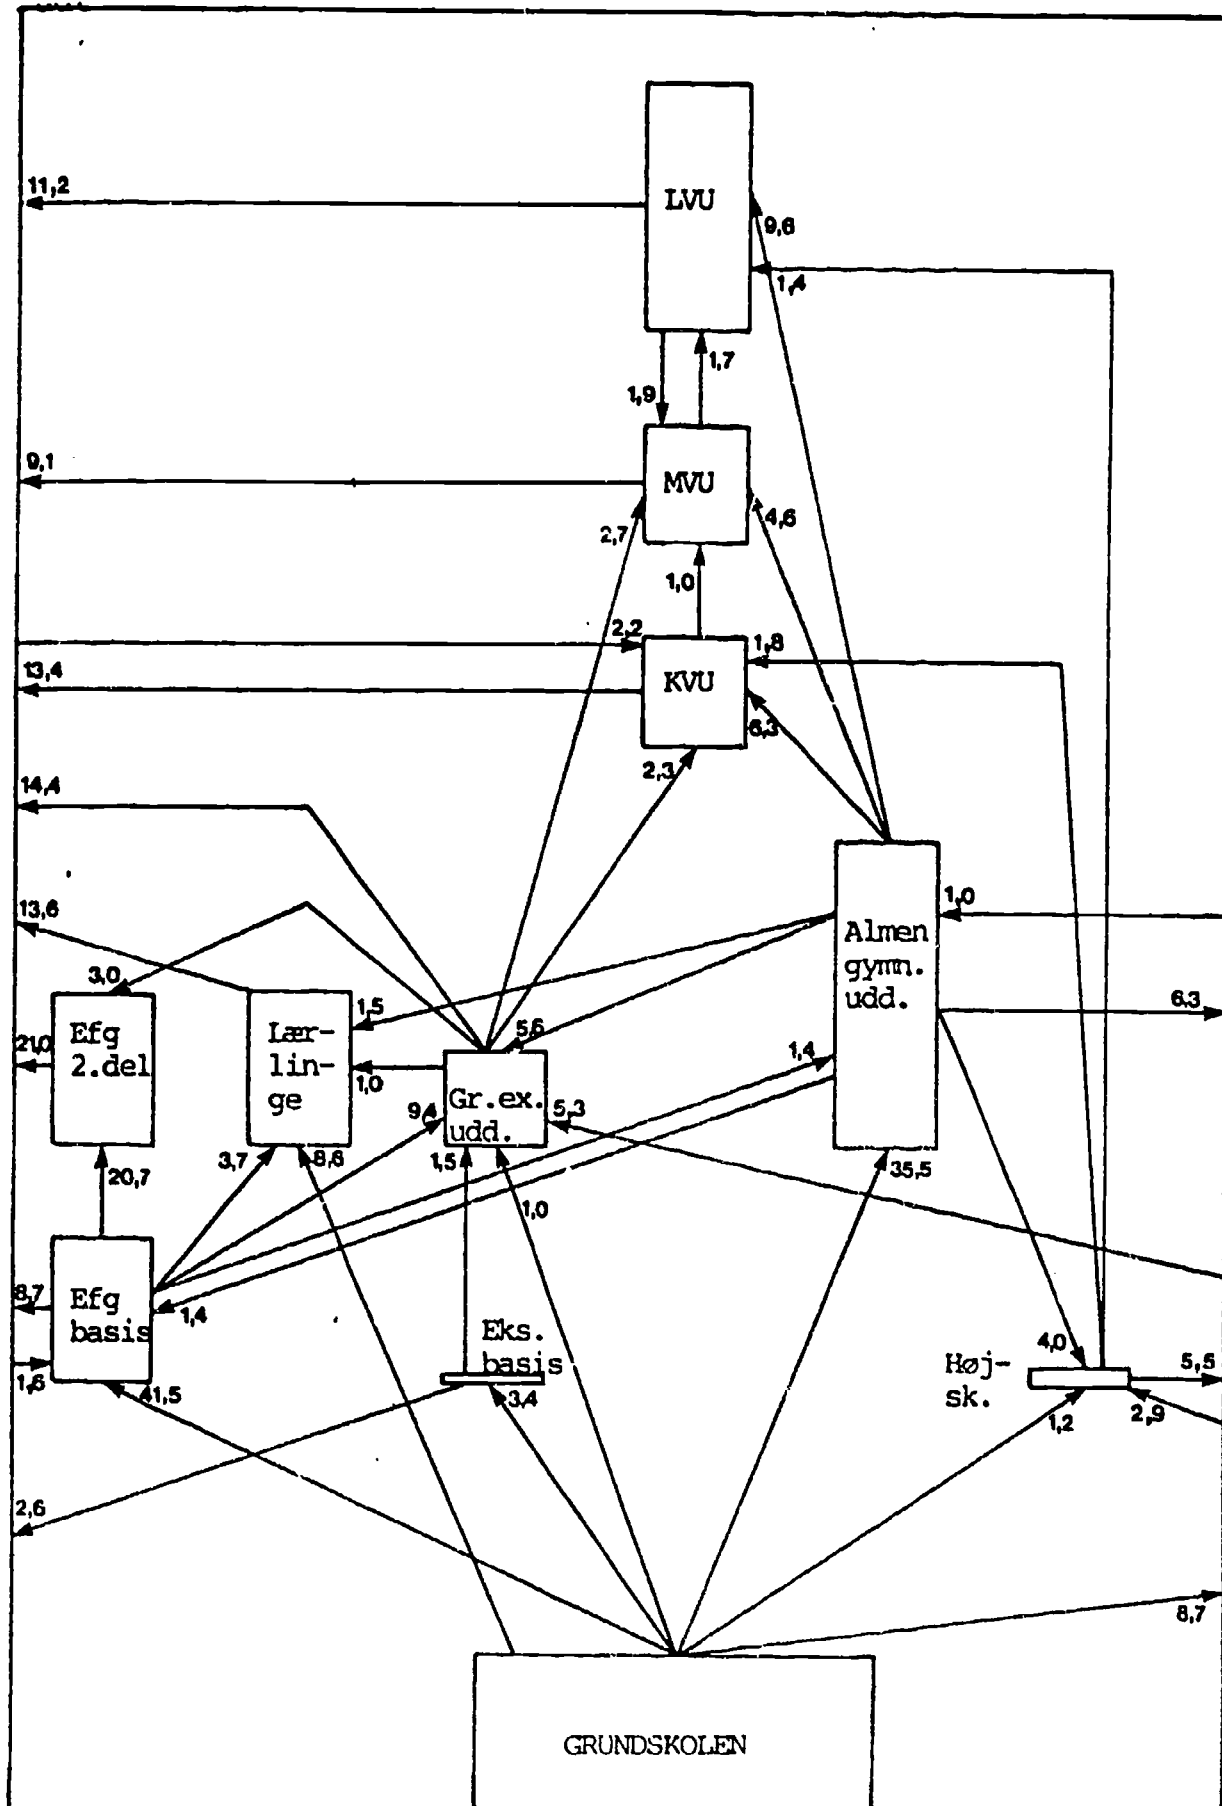 11,2
LVU
9,6
1,4
1,7
1,9
9,1
MVU
4,6
2,7
1,0
2,2
1,8
13,4
KVU
6,3
2,3
14,4
1,0
13,6
Almen
gymn.
udd.
3,0
6,3
1,5
5,6
21,0
Efg
2.del
Lær-
lin-
ge
1,4
1,0
Gr.ex.
udd.
9,4
5,3
3,7
8,6
1,5
35,5
20,7
1,0
8,7
Efg
basis
1,4
Eks.
basis
4,0
Høj-
sk.
5,5
1,6
41,5
3,4
1,2
2,9
2,6
8,7
GRUNDSKOLEN